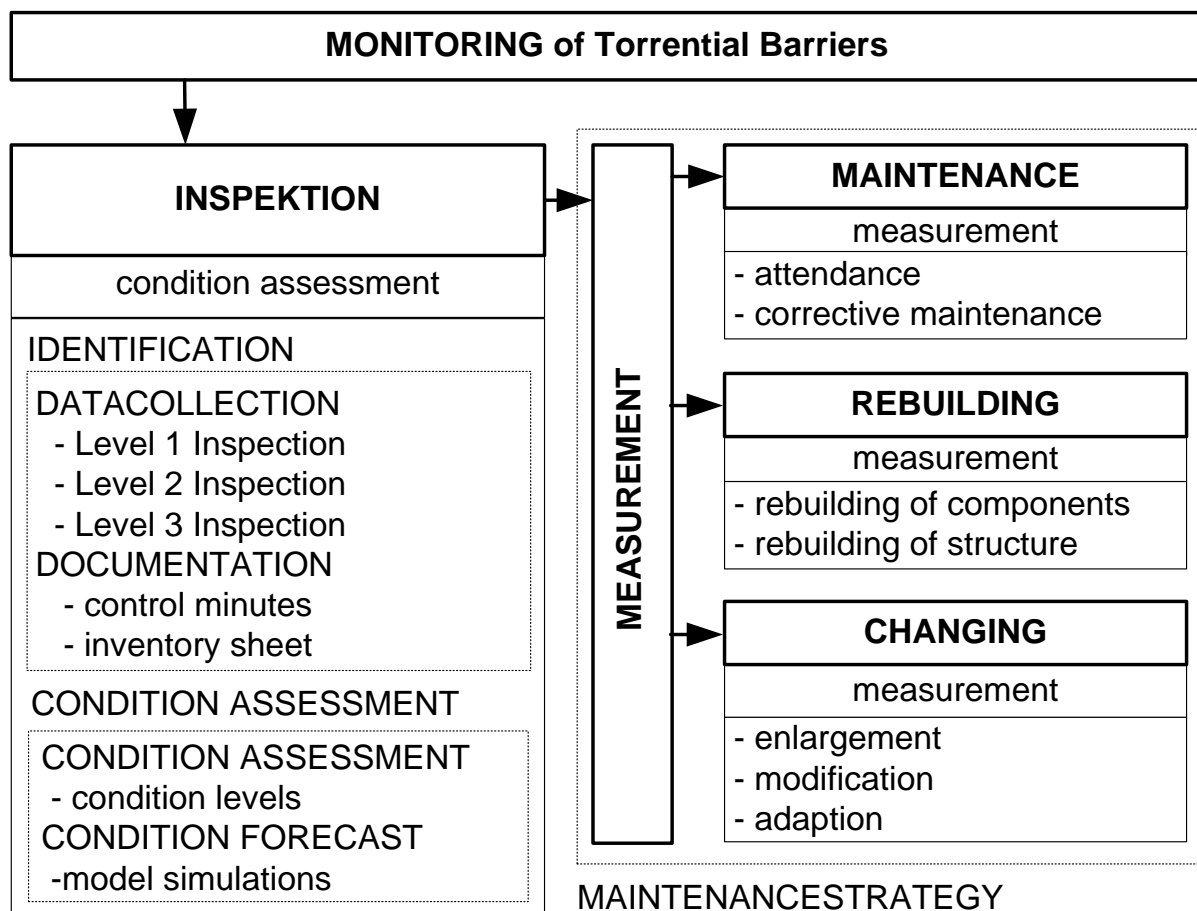 MONITORING of Torrential Barriers
INSPEKTION
condition assessment
IDENTIFICATION
DATACOLLECTION
- Level 1 Inspection
- Level 2 Inspection
- Level 3 Inspection
DOCUMENTATION
- control minutes
- inventory sheet
CONDITION ASSESSMENT
CONDITION ASSESSMENT
- condition levels
CONDITION FORECAST
-model simulations
MEASUREMENT
MAINTENANCE
measurement
- attendance
- corrective maintenance
REBUILDING
measurement
- rebuilding of components
- rebuilding of structure
CHANGING
measurement
- enlargement
- modification
- adaption
MAINTENANCESTRATEGY